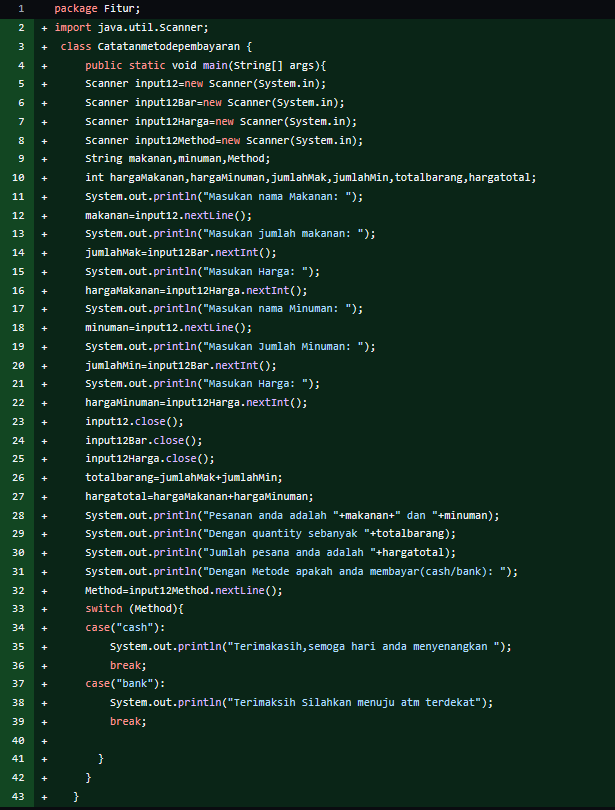 1 package Fitur;
2 + import java.util.Scanner;
3 + class Catatanmetodepembayaran {
4 + public static void main(String[] args){
5 + Scanner input12=new Scanner(System.in);
6 + Scanner input12Bar=new Scanner(System.in);
7 + Scanner input12Harga=new Scanner(System.in);
8 + Scanner input12Method=new Scanner(System.in);
9 + String makanan,minuman,Method;
10 + int hargaMakanan,hargaMinuman,jumlahMak,jumlahMin,totalbarang,hargatotal;
11 + System.out.println("Masukan nama Makanan: ");
12 + makanan=input12.nextLine();
13 + System.out.println("Masukan jumlah makanan: ");
14 + jumlahMak=input12Bar.nextInt();
15 + System.out.println("Masukan Harga: ");
16 + hargaMakanan=input12Harga.nextInt();
17 + System.out.println("Masukan nama Minuman: ");
18 + minuman=input12.nextLine();
19 + System.out.println("Masukan Jumlah Minuman: ");
20 + jumlahMin=input12Bar.nextInt();
21 + System.out.println("Masukan Harga: ");
22 + hargaMinuman=input12Harga.nextInt();
23 + input12.close();
24 + input12Bar.close();
25 + input12Harga.close();
26 + totalbarang=jumlahMak+jumlahMin;
27 + hargatotal=hargaMakanan+hargaMinuman;
28 + System.out.println("Pesanan anda adalah "+makanan+" dan "+minuman);
29 + System.out.println("Dengan quantity sebanyak "+totalbarang);
30 + System.out.println("Jumlah pesana anda adalah "+hargatotal);
31 + System.out.println("Dengan Metode apakah anda membayar(cash/bank): ");
32 + Method=input12Method.nextLine();
33 + switch (Method){
34 + case("cash"):
35 + System.out.println("Terimakasih,semoga hari anda menyenangkan ");
36 + break;
37 + case("bank"):
38 + System.out.println("Terimaksih Silahkan menuju atm terdekat");
39 + break;
40 +
41 + }
42 + }
43 + }